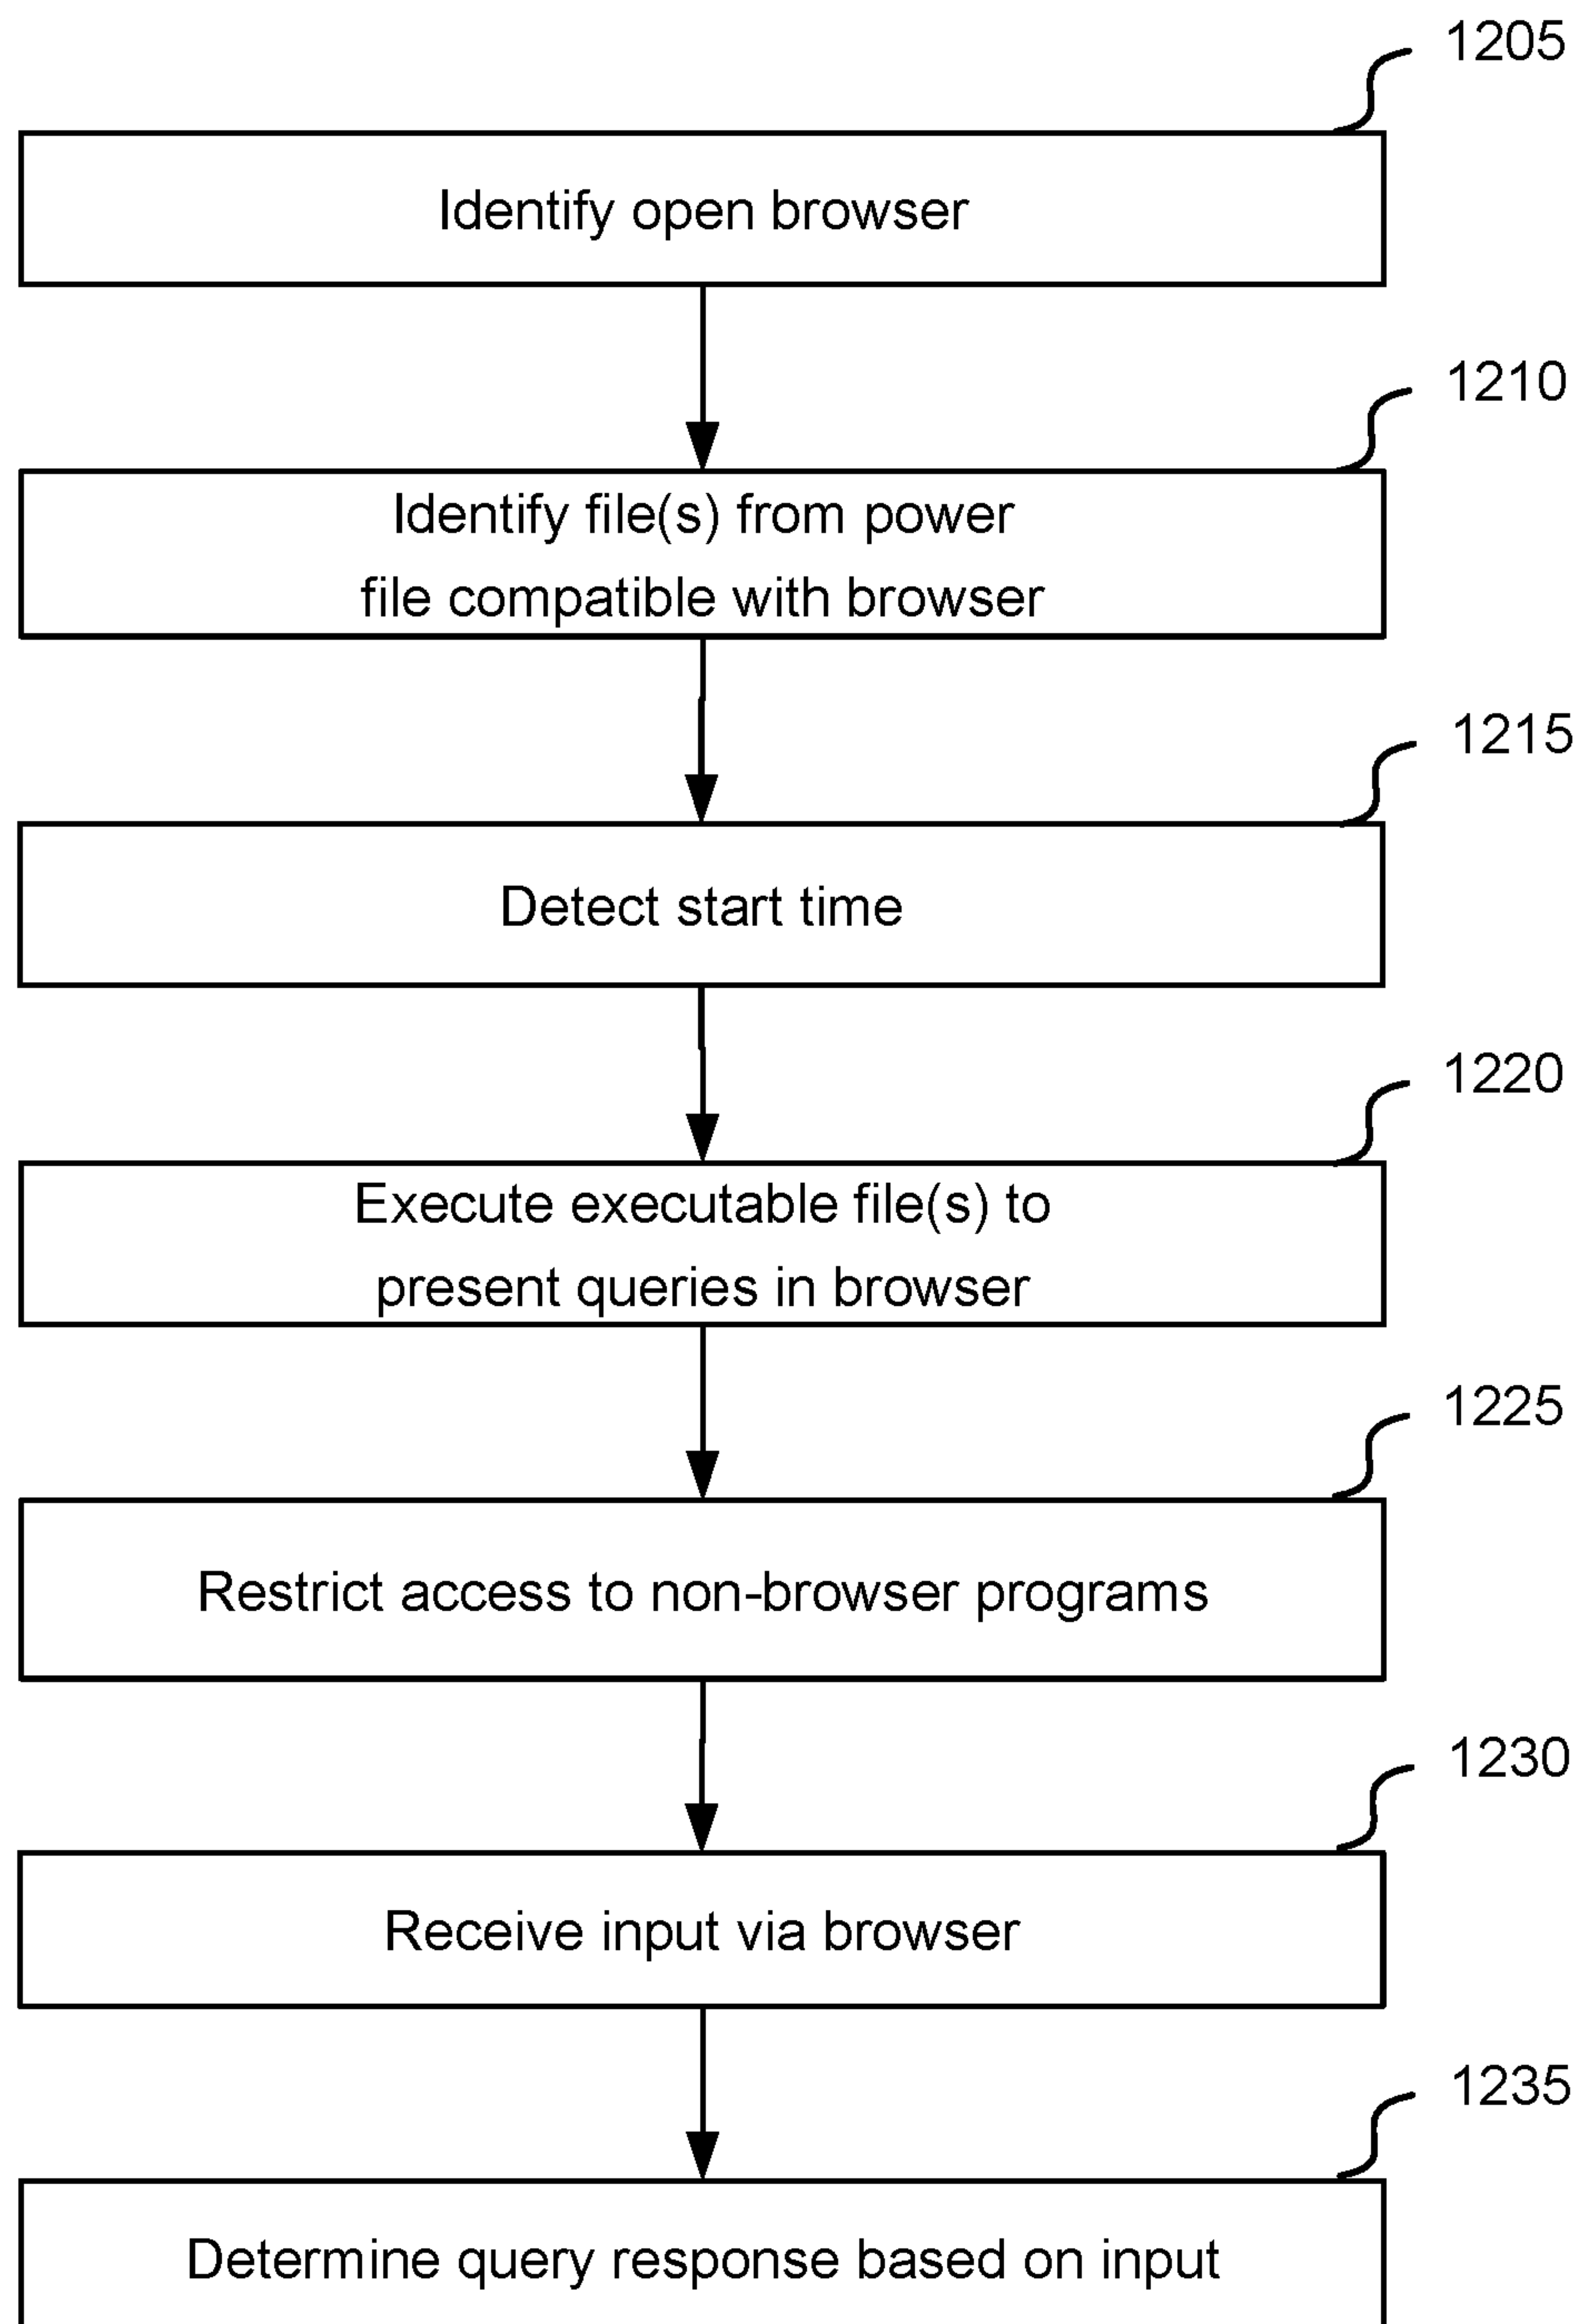 1205
Identify open browser
1210
Identify file(s) from power
file compatible with browser
1215
Detect start time
1220
Execute executable file(s) to
present queries in browser
1225
Restrict access to non-browser programs
1230
Receive input via browser
1235
Determine query response based on input